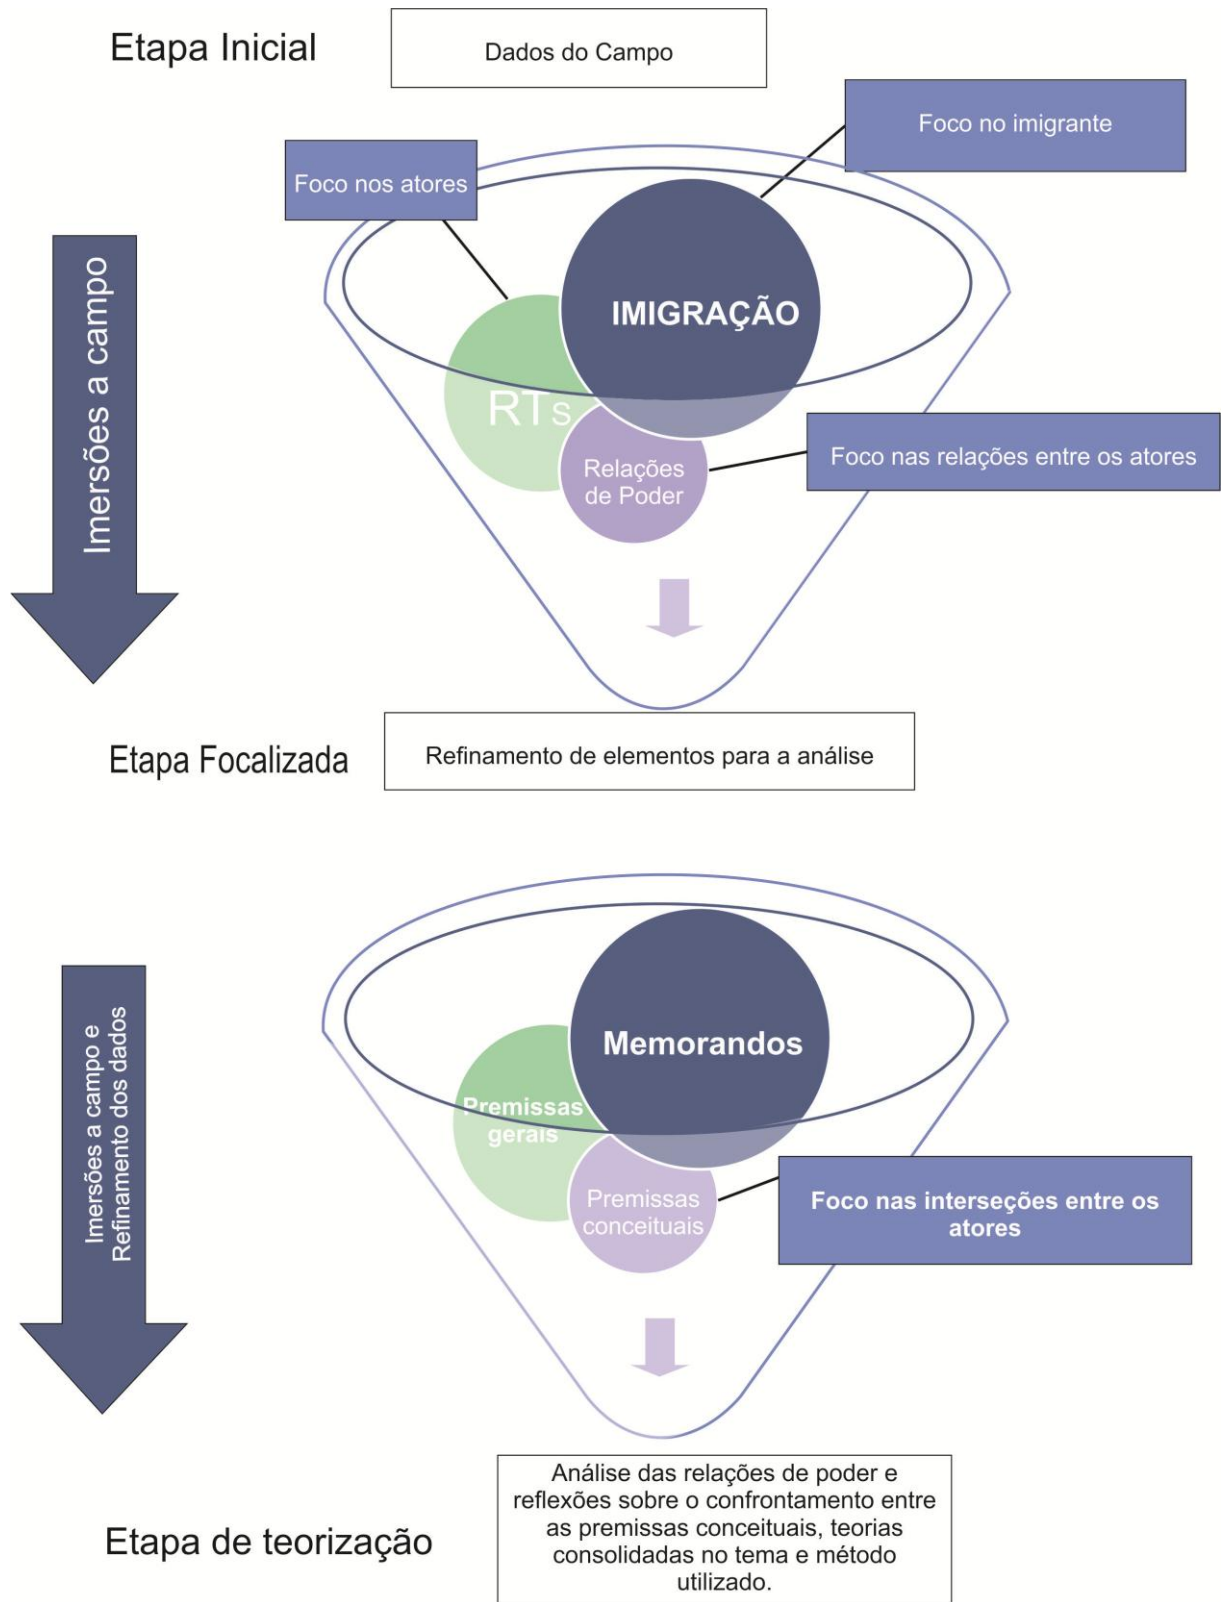 Etapa Inicial
Dados do Campo
Foco no imigrante
Foco nos atores
Imersões a campo
IMIGRAÇÃO
RTs
Relações
de Poder
Foco nas relações entre os atores
Etapa Focalizada
Refinamento de elementos para a análise
Imersões a campo e
Refinamento dos dados
Memorandos
Premissas
gerais
Premissas
conceituais
Foco nas interseções entre os
atores
Etapa de teorização
Análise das relações de poder e
reflexões sobre o confrontamento entre
as premissas conceituais, teorias
consolidadas no tema e método
utilizado.